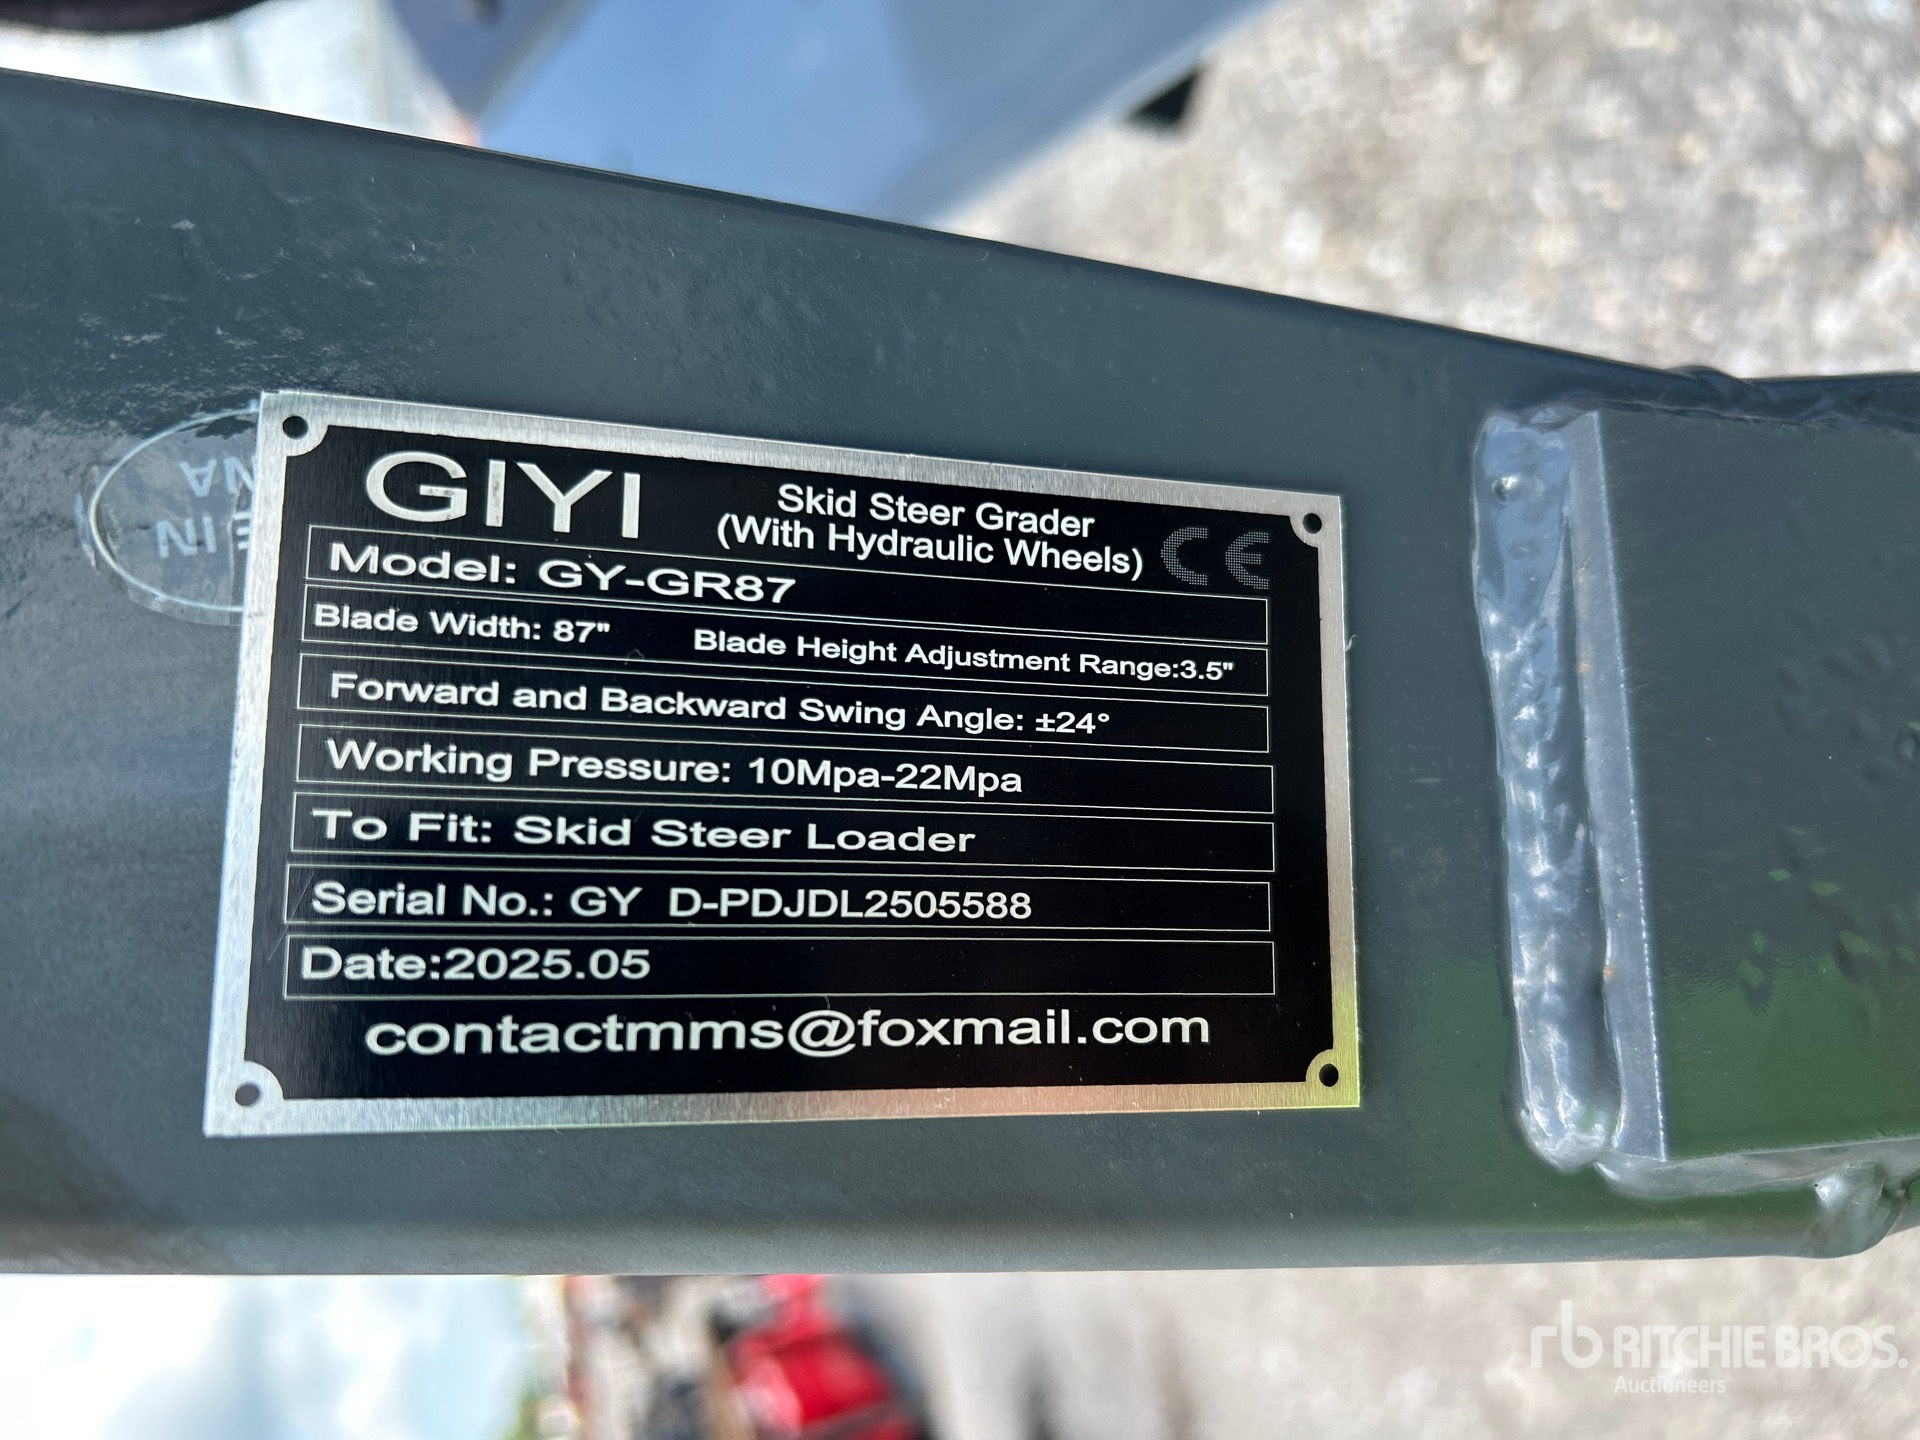 GIYI
Skid Steer Grader
(With Hydraulic Wheels)
CE
Model: GY-GR87
Blade Width: 87" Blade Height Adjustment Range:3.5"
Forward and Backward Swing Angle: ±24°
Working Pressure: 10Mpa-22Mpa
To Fit: Skid Steer Loader
Serial No.: GY D-PDJDL2505588
Date:2025.05
contactmms@foxmail.com
rb RITCHIE BROS.
Auctioneers